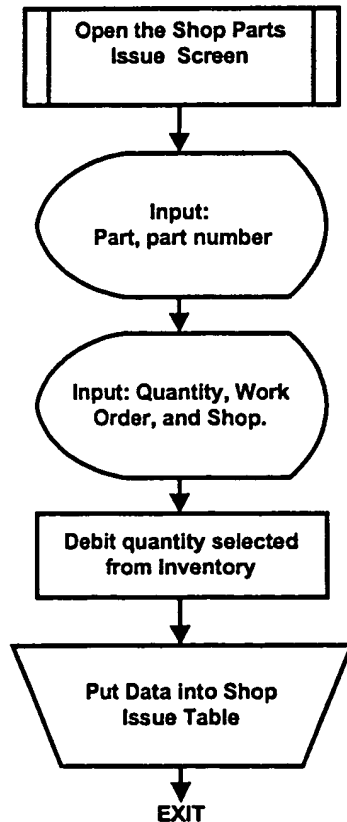 Open the Shop Parts
Issue Screen
Input:
Part, part number
Input: Quantity, Work
Order, and Shop.
Debit quantity selected
from Inventory
Put Data into Shop
Issue Table
EXIT